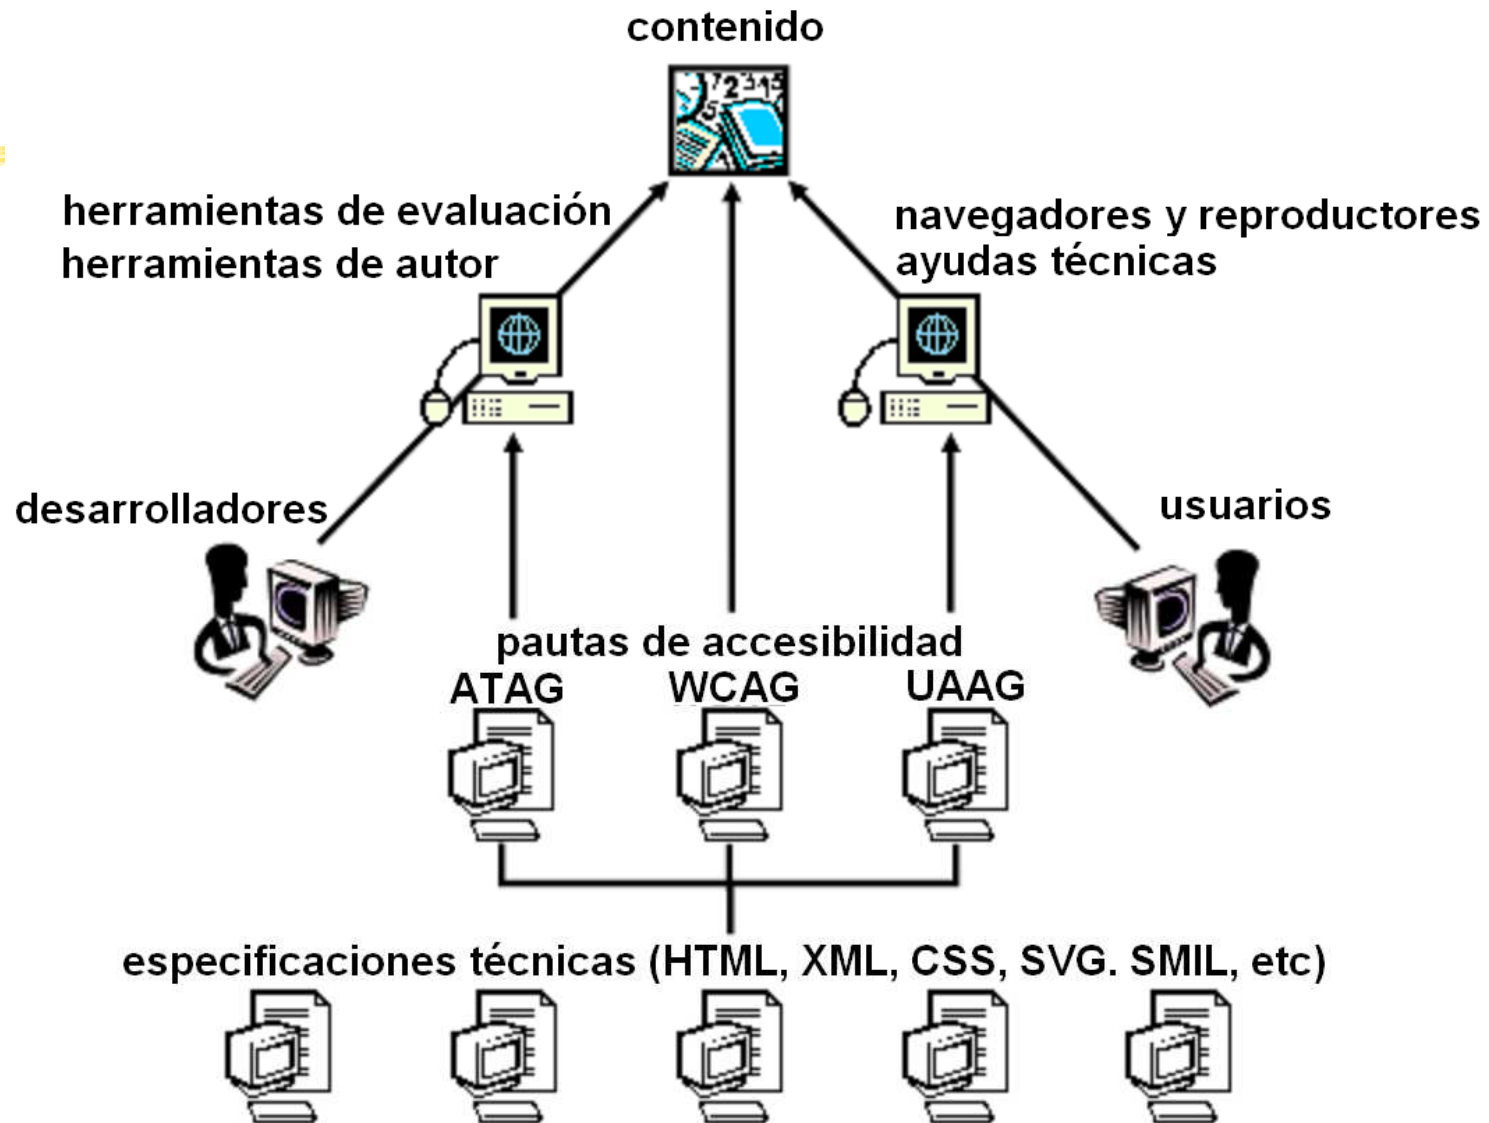 contenido
herramientas de evaluación
herramientas de autor
navegadores y reproductores
ayudas técnicas
desarrolladores
usuarios
pautas de accesibilidad
ATAG WCAG UAAG
especificaciones técnicas (HTML, XML, CSS, SVG. SMIL, etc)